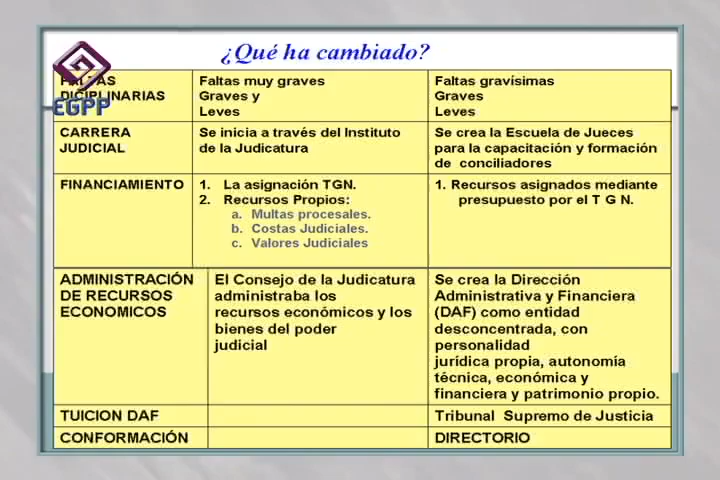 ¿Qué ha cambiado?
EGPP
FALTAS
DICIPLINARIAS
Faltas muy graves
Graves y
Leves
Faltas gravísimas
Graves
Leves
CARRERA
JUDICIAL
Se inicia a través del Instituto
de la Judicatura
Se crea la Escuela de Jueces
para la capacitación y formación
de conciliadores
FINANCIAMIENTO
1. La asignación TGN.
2. Recursos Propios:
a. Multas procesales.
b. Costas Judiciales.
c. Valores Judiciales
1. Recursos asignados mediante
presupuesto por el T G N.
ADMINISTRACIÓN
DE RECURSOS
ECONOMICOS
El Consejo de la Judicatura
administraba los
recursos económicos y los
bienes del poder
judicial
Se crea la Dirección
Administrativa y Financiera
(DAF) como entidad
desconcentrada, con
personalidad
jurídica propia, autonomía
técnica, económica y
financiera y patrimonio propio.
TUICION DAF
Tribunal Supremo de Justicia
CONFORMACIÓN
DIRECTORIO